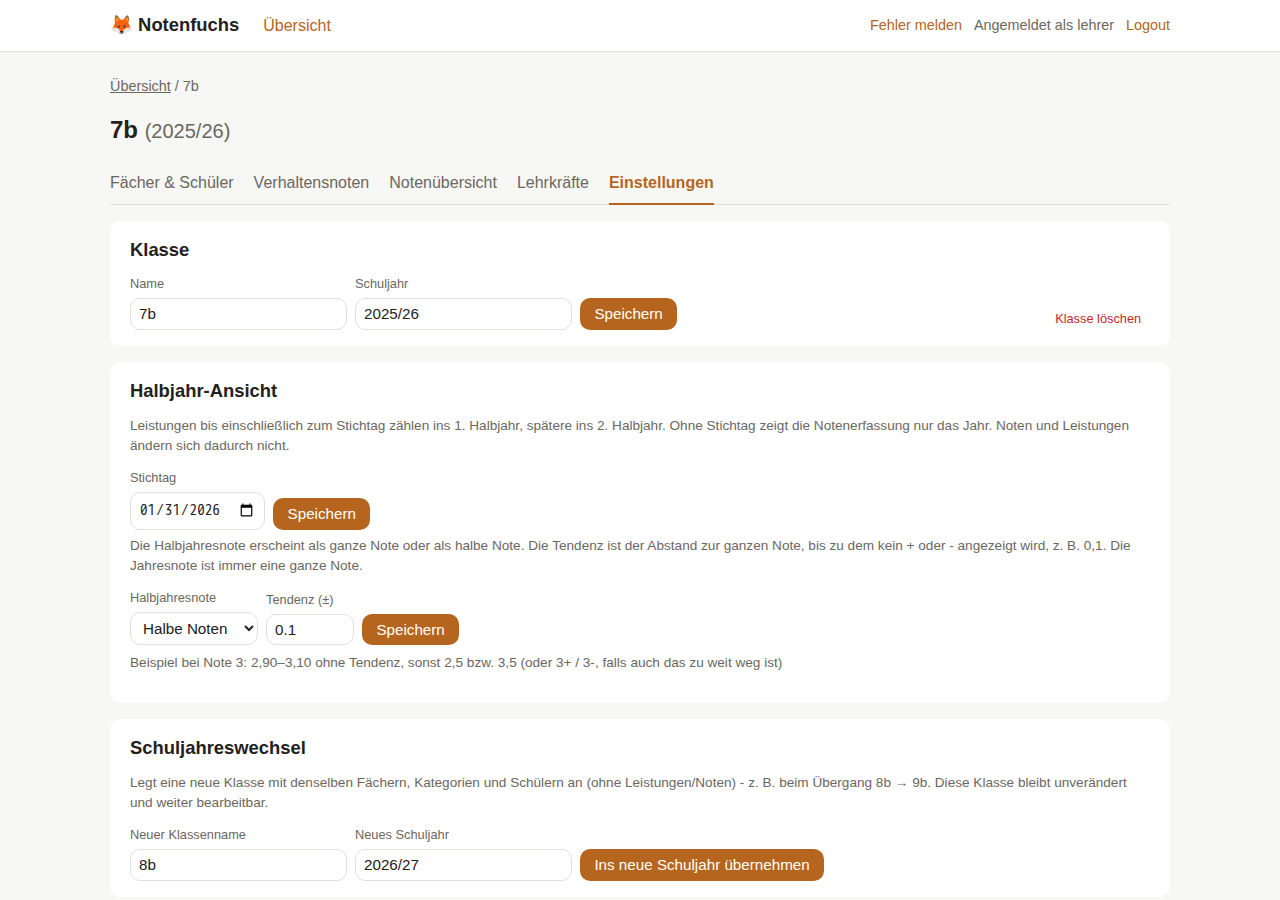 🦊 Notenfuchs Übersicht Fehler melden Angemeldet als lehrer Logout
Übersicht / 7b
7b (2025/26)
Fächer & Schüler Verhaltensnoten Notenübersicht Lehrkräfte Einstellungen
Klasse
Name Schuljahr
7b 2025/26 Speichern Klasse löschen
Halbjahr-Ansicht
Leistungen bis einschließlich zum Stichtag zählen ins 1. Halbjahr, spätere ins 2. Halbjahr. Ohne Stichtag zeigt die Notenerfassung nur das Jahr. Noten und Leistungen
ändern sich dadurch nicht.
Stichtag
01/31/2026 Speichern
Die Halbjahresnote erscheint als ganze Note oder als halbe Note. Die Tendenz ist der Abstand zur ganzen Note, bis zu dem kein + oder - angezeigt wird, z. B. 0,1. Die
Jahresnote ist immer eine ganze Note.
Halbjahresnote Tendenz (±)
Halbe Noten 0.1 Speichern
Beispiel bei Note 3: 2,90–3,10 ohne Tendenz, sonst 2,5 bzw. 3,5 (oder 3+ / 3-, falls auch das zu weit weg ist)
Schuljahreswechsel
Legt eine neue Klasse mit denselben Fächern, Kategorien und Schülern an (ohne Leistungen/Noten) - z. B. beim Übergang 8b → 9b. Diese Klasse bleibt unverändert
und weiter bearbeitbar.
Neuer Klassenname Neues Schuljahr
8b 2026/27 Ins neue Schuljahr übernehmen